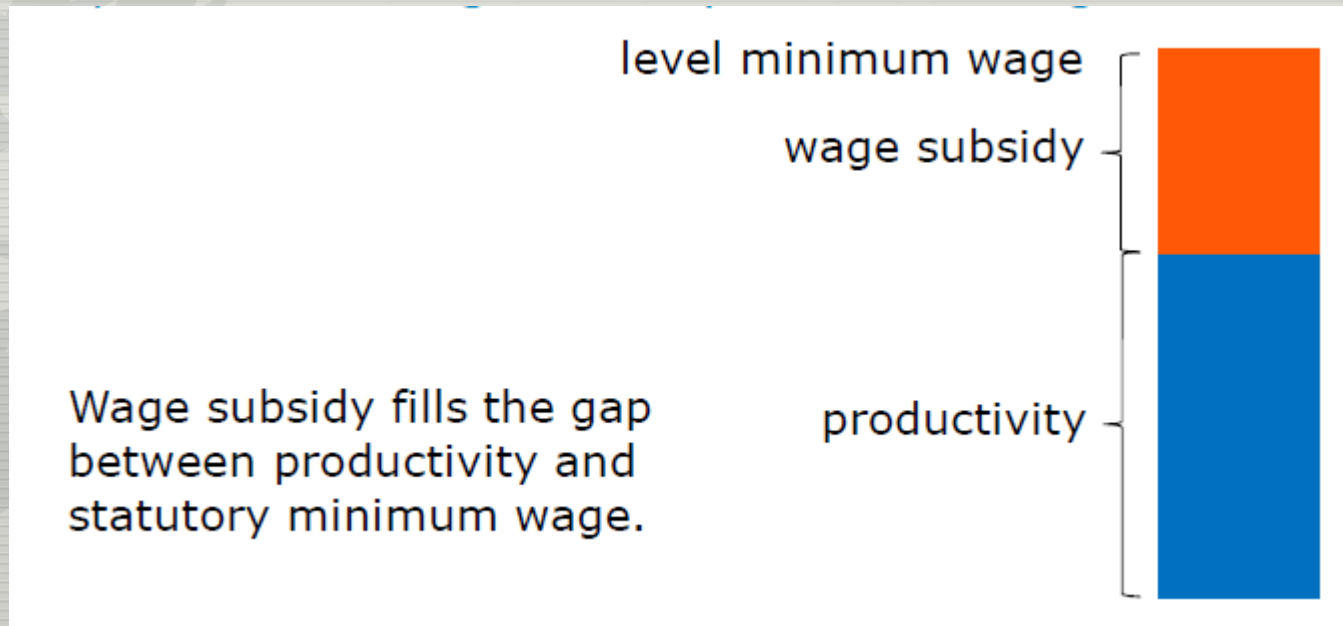 level minimum wage
wage subsidy
Wage subsidy fills the gap
between productivity and
statutory minimum wage.
productivity